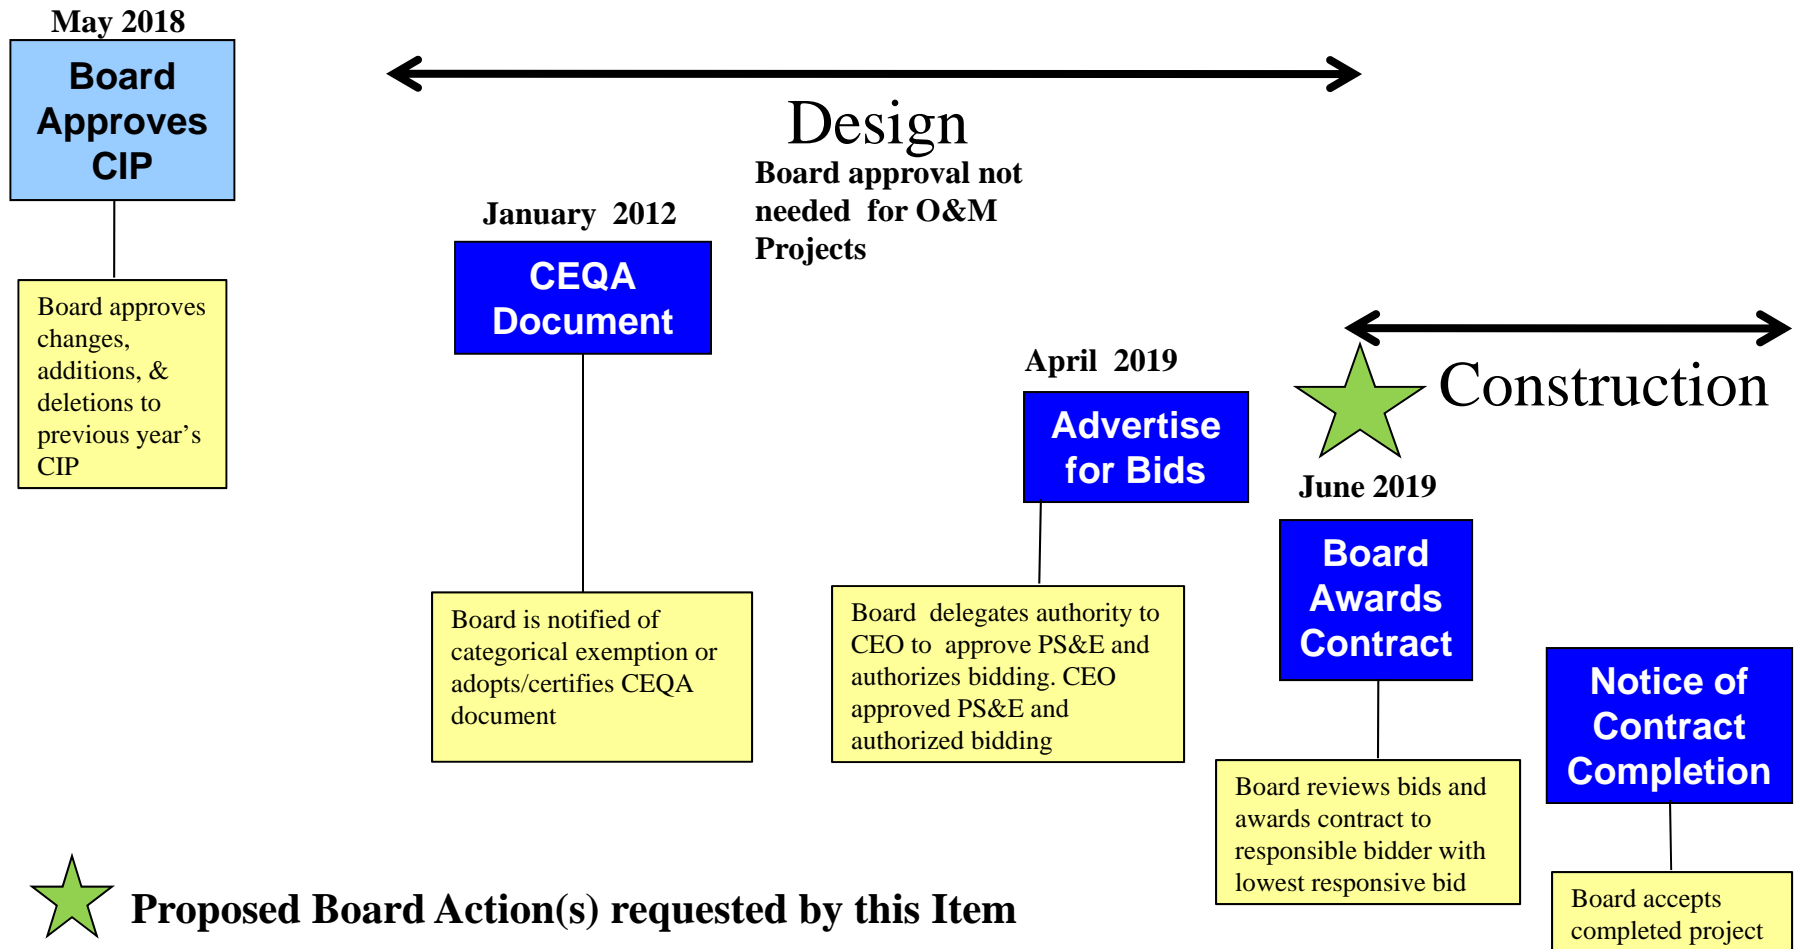 May 2018
Board
Approves
CIP
Board approves
changes,
additions, &
deletions to
previous year’s
CIP
Design
Board approval not
needed for O&M
Projects
January 2012
CEQA
Document
Board is notified of
categorical exemption or
adopts/certifies CEQA
document
April 2019
Advertise
for Bids
Board delegates authority to
CEO to approve PS&E and
authorizes bidding. CEO
approved PS&E and
authorized bidding
Construction
June 2019
Board
Awards
Contract
Board reviews bids and
awards contract to
responsible bidder with
lowest responsive bid
Notice of
Contract
Completion
Board accepts
completed project
Proposed Board Action(s) requested by this Item